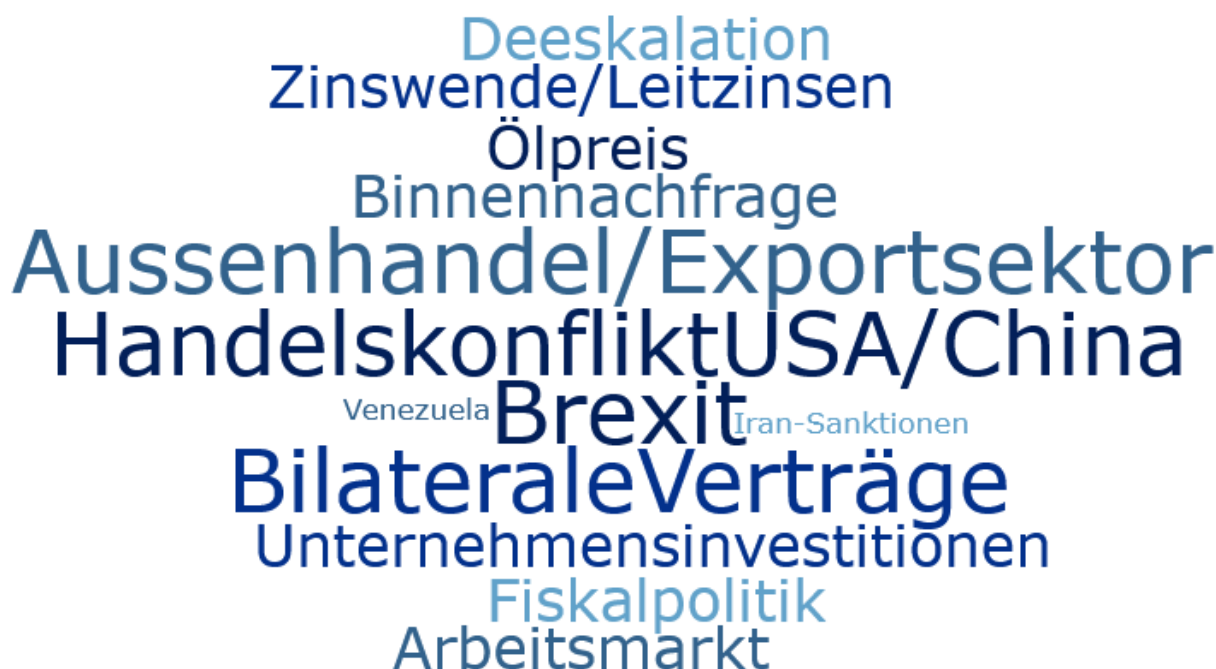 Deeskalation
Zinswende/Leitzinsen
Ölpreis
Binnennachfrage
Aussenhandel/Exportsektor
HandelskonfliktUSA/China
Venezuela Brexit Iran-Sanktionen
BilateraleVerträge
Unternehmensinvestitionen
Fiskalpolitik
Arbeitsmarkt